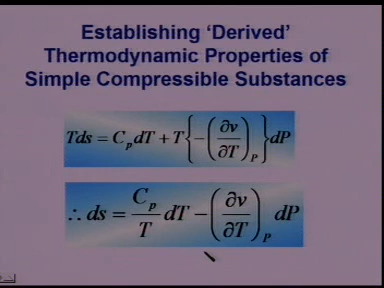 Establishing ‘Derived’
Thermodynamic Properties of
Simple Compressible Substances
Tds = C_p dT + T{-(∂v/∂T)_P}dP
∴ ds = C_p/T dT - (∂v/∂T)_P dP